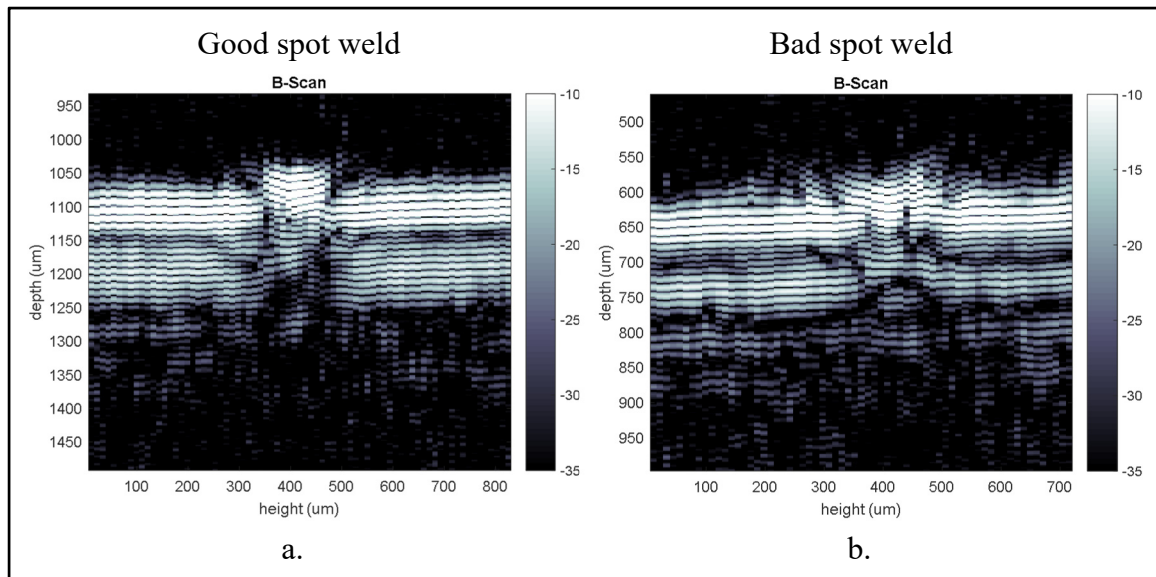 Good spot weld
B-Scan
950
1000
1050
1100
1150
1200
1250
1300
1350
1400
1450
depth (um)
100 200 300 400 500 600 700 800
height (um)
-10
-15
-20
-25
-30
-35
a.
Bad spot weld
B-Scan
500
550
600
650
700
750
800
850
900
950
depth (um)
100 200 300 400 500 600 700
height (um)
-10
-15
-20
-25
-30
-35
b.